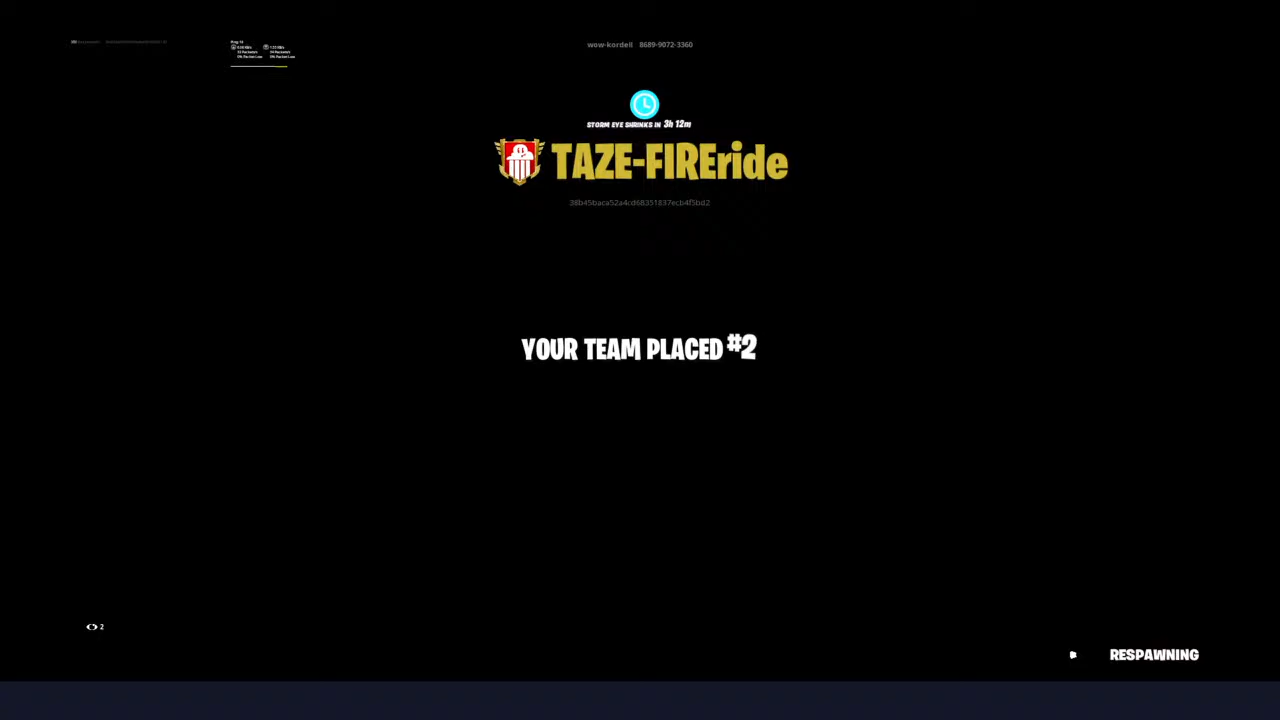 wow-kordell 8689-9072-3360
STORM EYE SHRINKS IN 3h 12m
TAZE-FIREride
38b45baca52a4cd68351837ecb4f5bd2
YOUR TEAM PLACED #2
2
RESPAWNING